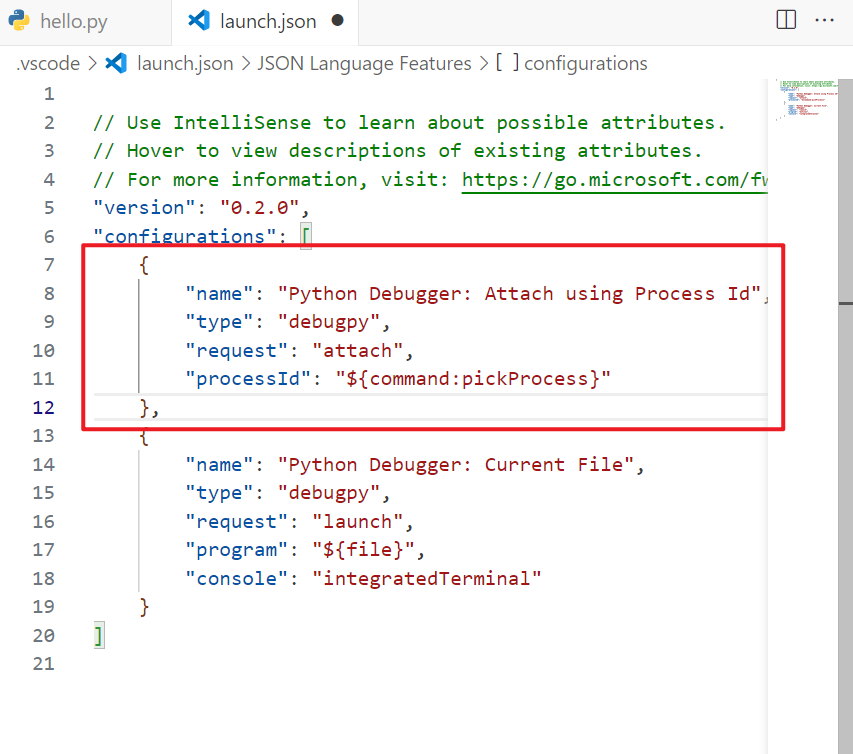 hello.py
launch.json
.vscode > launch.json > JSON Language Features > [ ] configurations
1
2 // Use IntelliSense to learn about possible attributes.
3 // Hover to view descriptions of existing attributes.
4 // For more information, visit: https://go.microsoft.com/fw
5 "version": "0.2.0",
6 "configurations": [
7 {
8 "name": "Python Debugger: Attach using Process Id",
9 "type": "debugpy",
10 "request": "attach",
11 "processId": "${command:pickProcess}"
12 },
13 {
14 "name": "Python Debugger: Current File",
15 "type": "debugpy",
16 "request": "launch",
17 "program": "${file}",
18 "console": "integratedTerminal"
19 }
20 ]
21